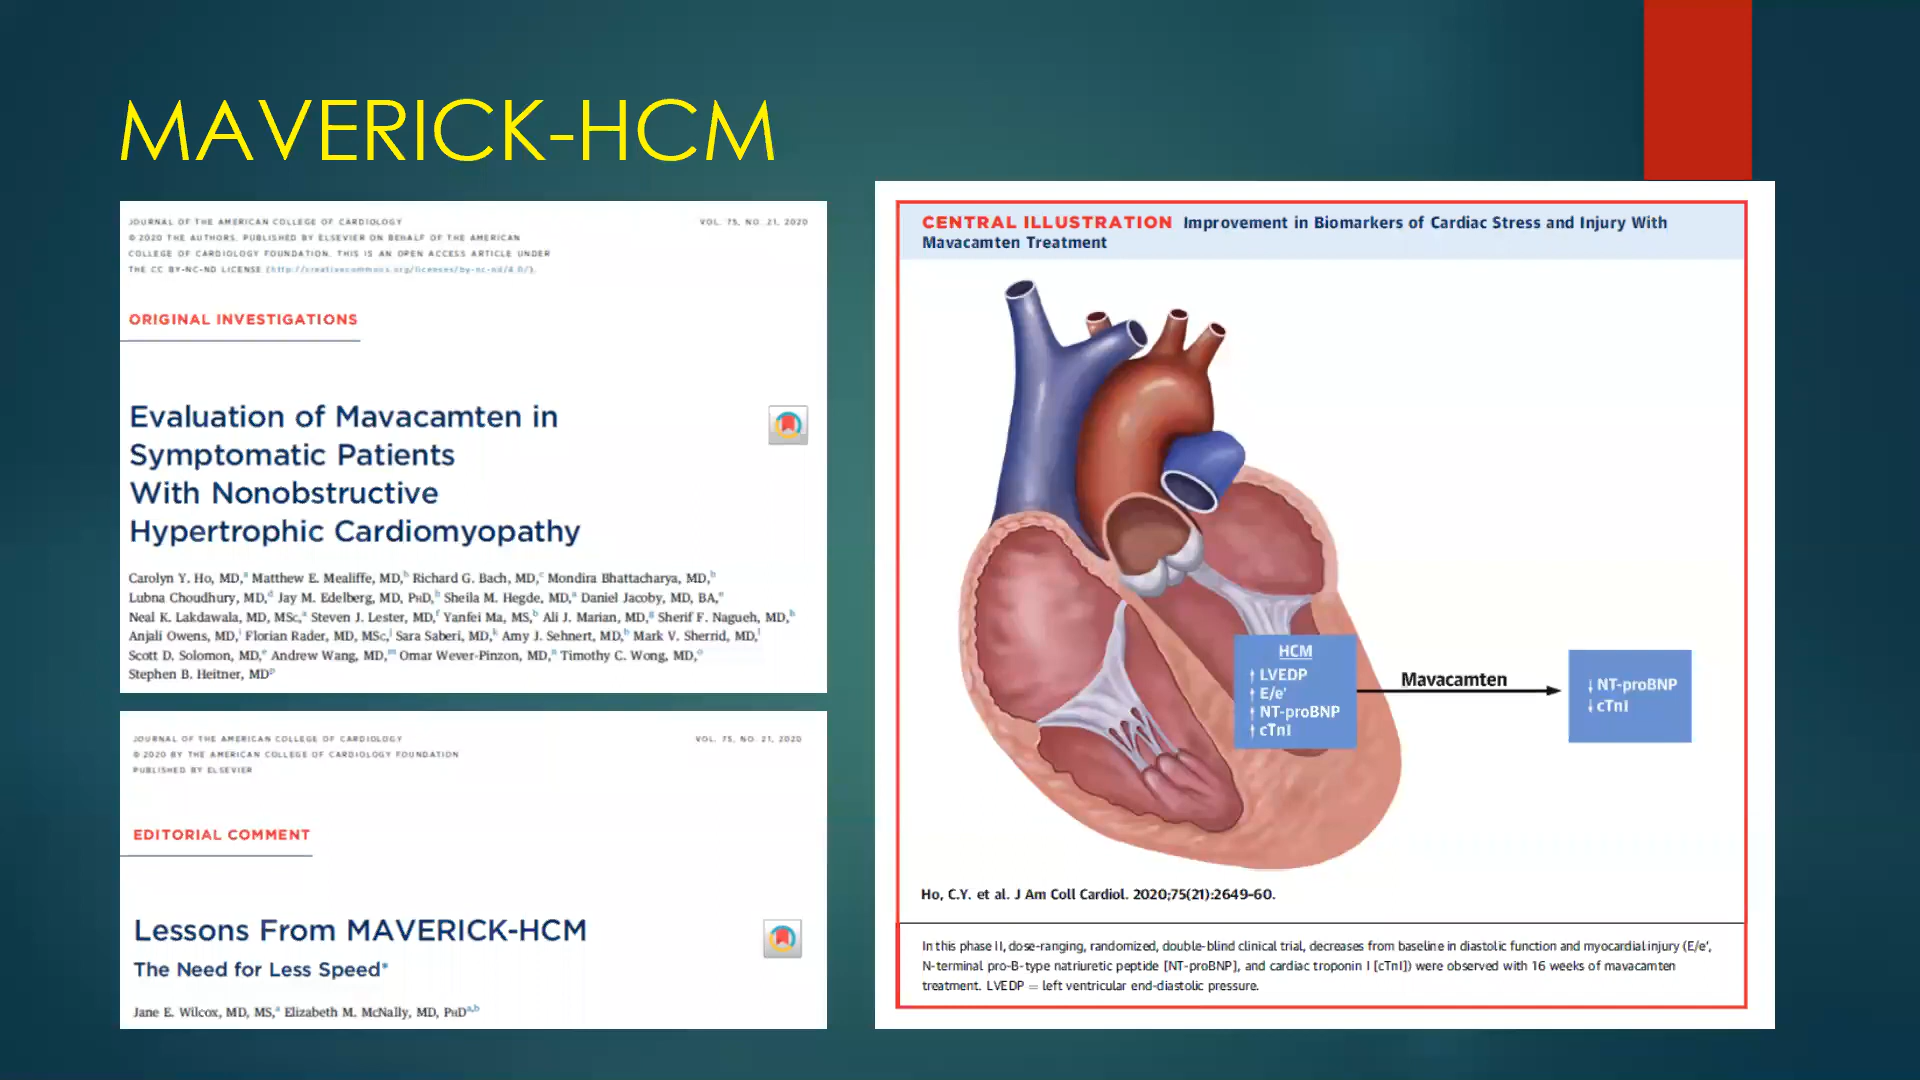 MAVERICK-HCM
JOURNAL OF THE AMERICAN COLLEGE OF CARDIOLOGY
VOL. 75, NO. 21, 2020
© 2020 THE AUTHORS. PUBLISHED BY ELSEVIER ON BEHALF OF THE AMERICAN
COLLEGE OF CARDIOLOGY FOUNDATION. THIS IS AN OPEN ACCESS ARTICLE UNDER
THE CC BY-NC-ND LICENSE (http://creativecommons.org/licenses/by-nc-nd/4.0/).
ORIGINAL INVESTIGATIONS
Evaluation of Mavacamten in
Symptomatic Patients
With Nonobstructive
Hypertrophic Cardiomyopathy
Carolyn Y. Ho, MD,a Matthew E. Mealiffe, MD,b Richard G. Bach, MD,c Mondira Bhattacharya, MD,b
Lubna Choudhury, MD,d Jay M. Edelberg, MD, PhD,b Sheila M. Hegde, MD,a Daniel Jacoby, MD, BA,e
Neal K. Lakdawala, MD, MSc,a Steven J. Lester, MD,f Yanfei Ma, MS,b Ali J. Marian, MD,g Sherif F. Nagueh, MD,h
Anjali Owens, MD,i Florian Rader, MD, MSc,j Sara Saberi, MD,k Amy J. Sehnert, MD,b Mark V. Sherrid, MD,l
Scott D. Solomon, MD,a Andrew Wang, MD,m Omar Wever-Pinzon, MD,n Timothy C. Wong, MD,o
Stephen B. Heitner, MDp
JOURNAL OF THE AMERICAN COLLEGE OF CARDIOLOGY
VOL. 75, NO. 21, 2020
© 2020 BY THE AMERICAN COLLEGE OF CARDIOLOGY FOUNDATION
PUBLISHED BY ELSEVIER
EDITORIAL COMMENT
Lessons From MAVERICK-HCM
The Need for Less Speed*
Jane E. Wilcox, MD, MS,a Elizabeth M. McNally, MD, PhDa,b
CENTRAL ILLUSTRATION Improvement in Biomarkers of Cardiac Stress and Injury With
Mavacamten Treatment
HCM
↑ LVEDP
↑ E/e'
↑ NT-proBNP
↑ cTnI
Mavacamten
↓ NT-proBNP
↓ cTnI
Ho, C.Y. et al. J Am Coll Cardiol. 2020;75(21):2649–60.
In this phase II, dose-ranging, randomized, double-blind clinical trial, decreases from baseline in diastolic function and myocardial injury (E/e',
N-terminal pro-B-type natriuretic peptide [NT-proBNP], and cardiac troponin I [cTnI]) were observed with 16 weeks of mavacamten
treatment. LVEDP = left ventricular end-diastolic pressure.